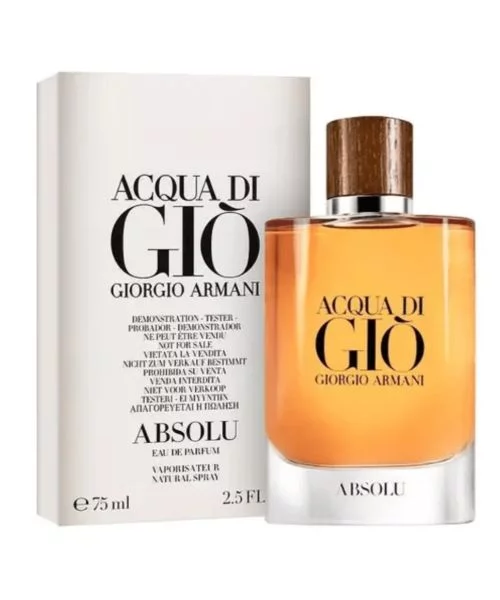 ACQUA DI
GIÒ
GIORGIO ARMANI
DEMONSTRATION - TESTER -
PROBADOR - DEMONSTRADOR
NE PEUT ÊTRE VENDU
NOT FOR SALE
VIETATA LA VENDITA
NICHT ZUM VERKAUF BESTIMMT
PROHIBIDA SU VENTA
VENDA INTERDITA
NIET VOOR VERKOOP
TESTERI - EI MYYNTIIN
ΑΠΑΓΟΡΕΥΕΤΑΙ Η ΠΩΛΗΣΗ
ABSOLU
EAU DE PARFUM
VAPORISATEUR
NATURAL SPRAY
℮ 75 ml
2.5 FL.
ACQUA DI
GIÒ
GIORGIO ARMANI
ABSOLU